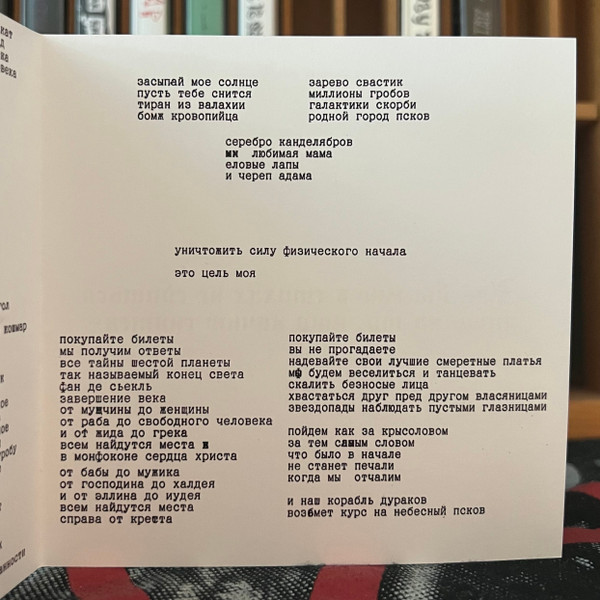 кат
д
ка
века
засыпай мое солнце
пусть тебе снится
тиран из валахии
бомж кровопийца
зарево свастик
миллионы гробов
галактики скорби
родной город псков
серебро канделябров
любимая мама
еловые лапы
и череп адама
уничтожить силу физического начала
это цель моя
покупайте билеты
мы получим ответы
все тайны шестой планеты
так называемый конец света
фан де сьекль
завершение века
от мужчины до женщины
от раба до свободного человека
и от жида до грека
всем найдутся места
в монфоконе сердца христа
от бабы до мужика
от господина до халдея
и от эллина до иудея
всем найдутся места
справа от креста
покупайте билеты
вы не прогадаете
надевайте свои лучшие смеретные платья
мы будем веселиться и танцевать
скалить безносые лица
хвастаться друг пред другом власяницами
звездопады наблюдать пустыми глазницами
пойдем как за крысоловом
за тем самым словом
что было в начале
не станет печали
когда мы отчалим
и наш корабль дураков
возьмет курс на небесный псков